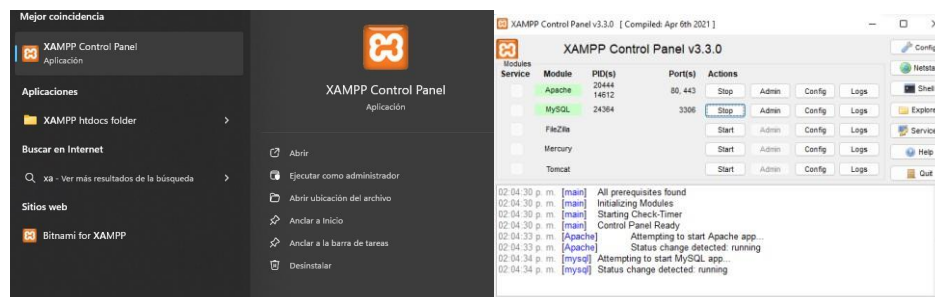 Mejor coincidencia
XAMPP Control Panel
Aplicación
Aplicaciones
XAMPP htdocs folder
Buscar en Internet
xa - Ver más resultados de la búsqueda
Sitios web
Bitnami for XAMPP
XAMPP Control Panel
Aplicación
Abrir
Ejecutar como administrador
Abrir ubicación del archivo
Anclar a Inicio
Anclar a la barra de tareas
Desinstalar
XAMPP Control Panel v3.3.0 [ Compiled: Apr 6th 2021 ]
XAMPP Control Panel v3.3.0
Modules
Service Module PID(s) Port(s) Actions
Apache 20444 14612 80, 443 Stop Admin Config Logs
MySQL 24364 3306 Stop Admin Config Logs
FileZilla Start Admin Config Logs
Mercury Start Admin Config Logs
Tomcat Start Admin Config Logs
Config
Netsta
Shell
Explore
Service
Help
Quit
02:04:30 p. m. [main] All prerequisites found
02:04:30 p. m. [main] Initializing Modules
02:04:30 p. m. [main] Starting Check-Timer
02:04:30 p. m. [main] Control Panel Ready
02:04:33 p. m. [Apache] Attempting to start Apache app...
02:04:33 p. m. [Apache] Status change detected: running
02:04:34 p. m. [mysql] Attempting to start MySQL app...
02:04:34 p. m. [mysql] Status change detected: running